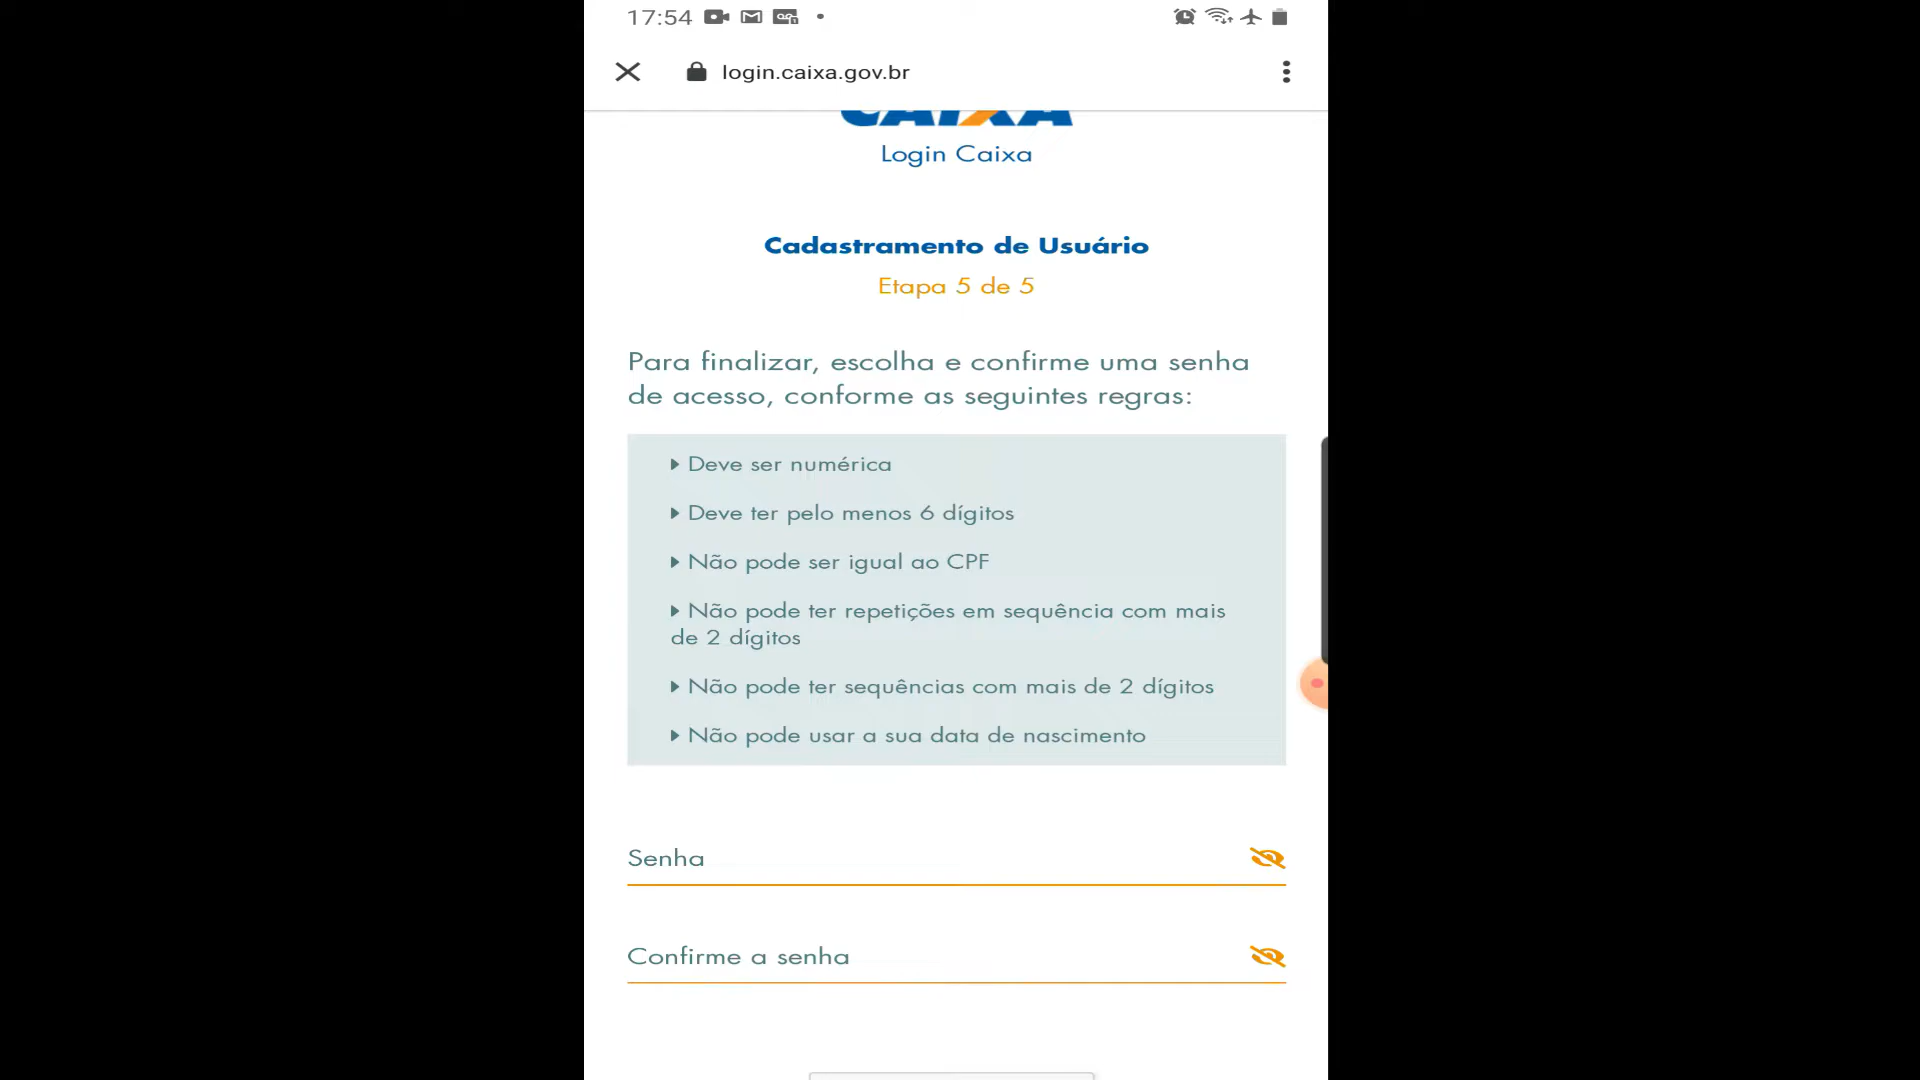 17:54
login.caixa.gov.br
CAIXA
Login Caixa
Cadastramento de Usuário
Etapa 5 de 5
Para finalizar, escolha e confirme uma senha
de acesso, conforme as seguintes regras:
Deve ser numérica
Deve ter pelo menos 6 dígitos
Não pode ser igual ao CPF
Não pode ter repetições em sequência com mais
de 2 dígitos
Não pode ter sequências com mais de 2 dígitos
Não pode usar a sua data de nascimento
Senha
Confirme a senha